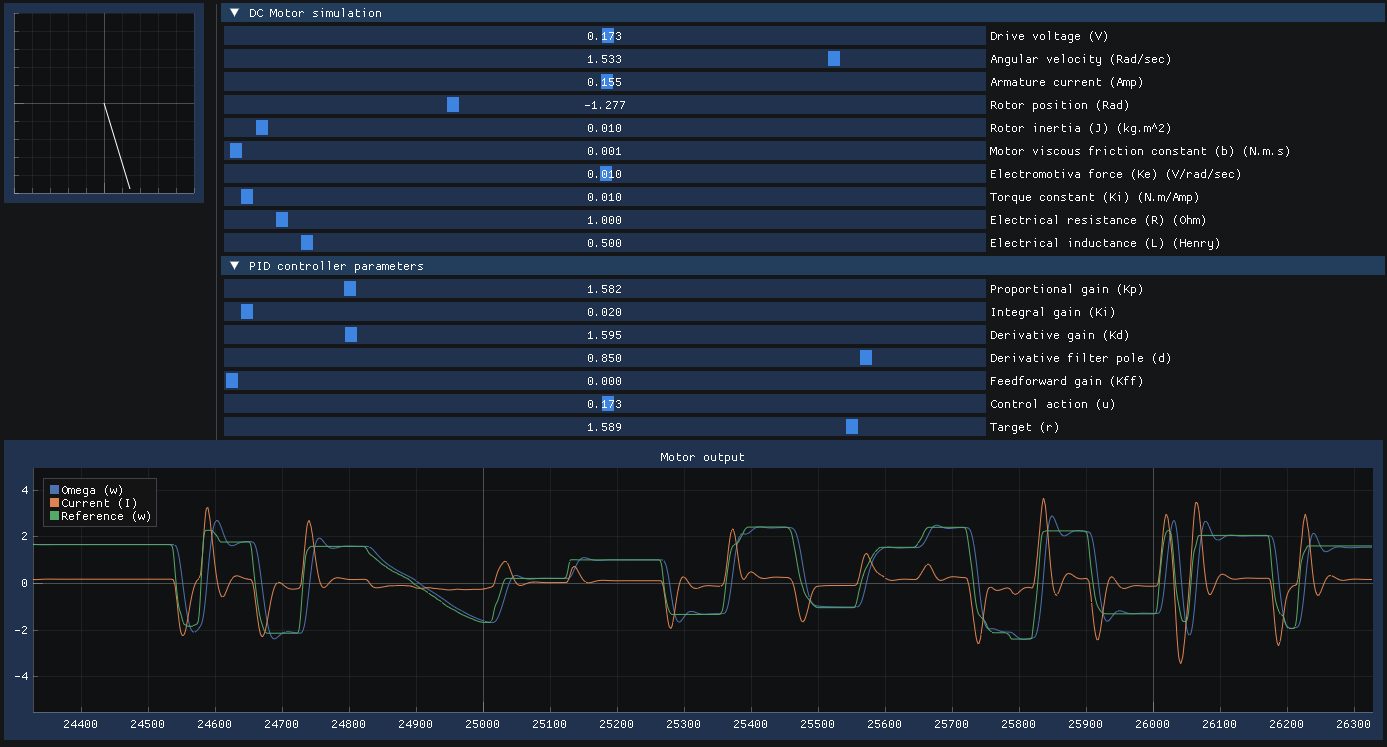 ▼ DC Motor simulation
0.173 Drive voltage (V)
1.533 Angular velocity (Rad/sec)
0.155 Armature current (Amp)
-1.277 Rotor position (Rad)
0.010 Rotor inertia (J) (kg.m^2)
0.001 Motor viscous friction constant (b) (N.m.s)
0.010 Electromotiva force (Ke) (V/rad/sec)
0.010 Torque constant (Ki) (N.m/Amp)
1.000 Electrical resistance (R) (Ohm)
0.500 Electrical inductance (L) (Henry)
▼ PID controller parameters
1.582 Proportional gain (Kp)
0.020 Integral gain (Ki)
1.595 Derivative gain (Kd)
0.850 Derivative filter pole (d)
0.000 Feedforward gain (Kff)
0.173 Control action (u)
1.589 Target (r)
Motor output
Omega (w)
Current (I)
Reference (w)
4
2
0
-2
-4
24400 24500 24600 24700 24800 24900 25000 25100 25200 25300 25400 25500 25600 25700 25800 25900 26000 26100 26200 26300